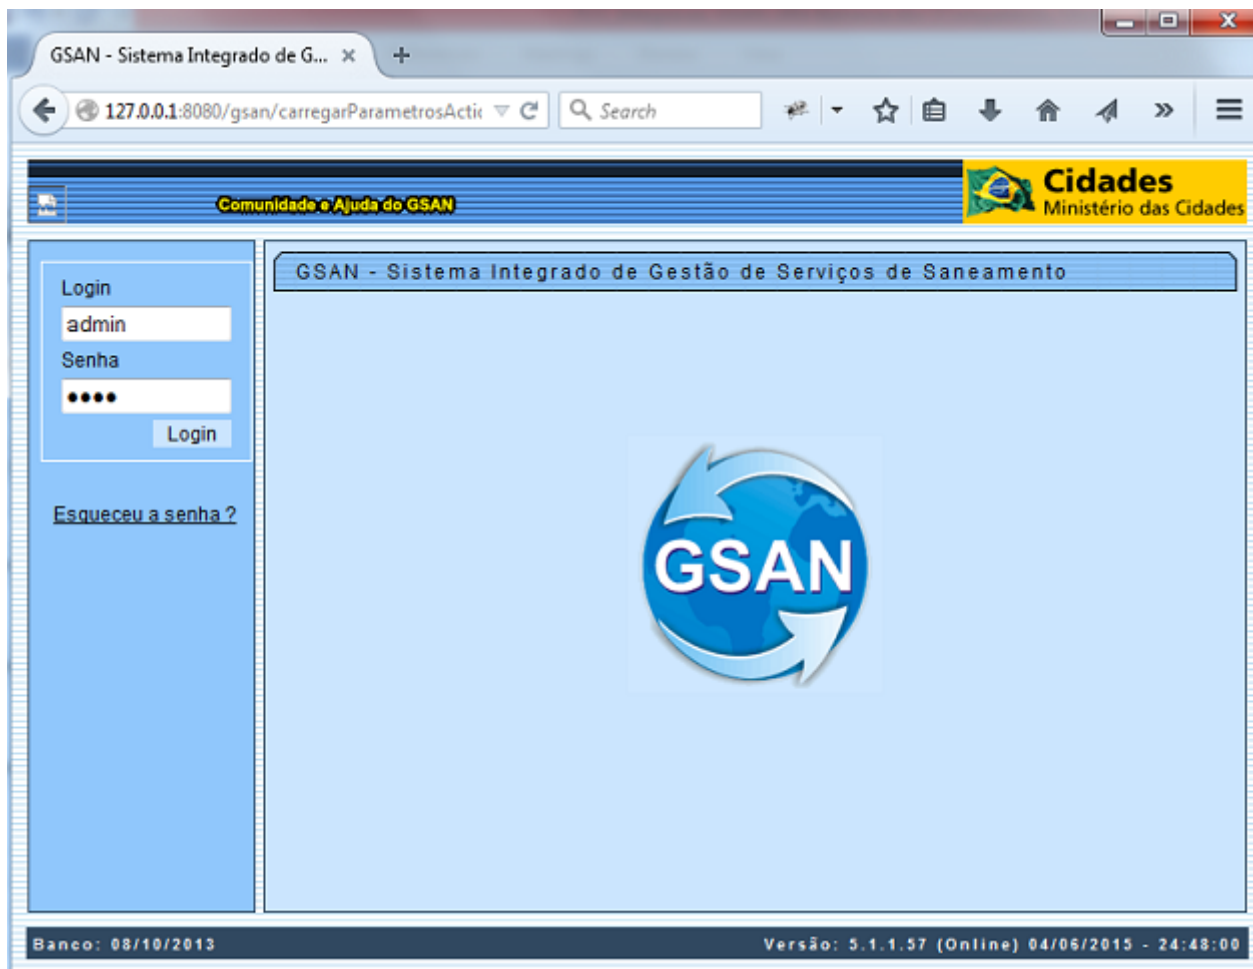 GSAN - Sistema Integrado de G...
127.0.0.1:8080/gsan/carregarParametrosActic
Search
Comunidade e Ajuda do GSAN
Cidades
Ministério das Cidades
GSAN - Sistema Integrado de Gestão de Serviços de Saneamento
Login
admin
Senha
••••
Login
Esqueceu a senha ?
GSAN
Banco: 08/10/2013
Versão: 5.1.1.57 (Online) 04/06/2015 - 24:48:00